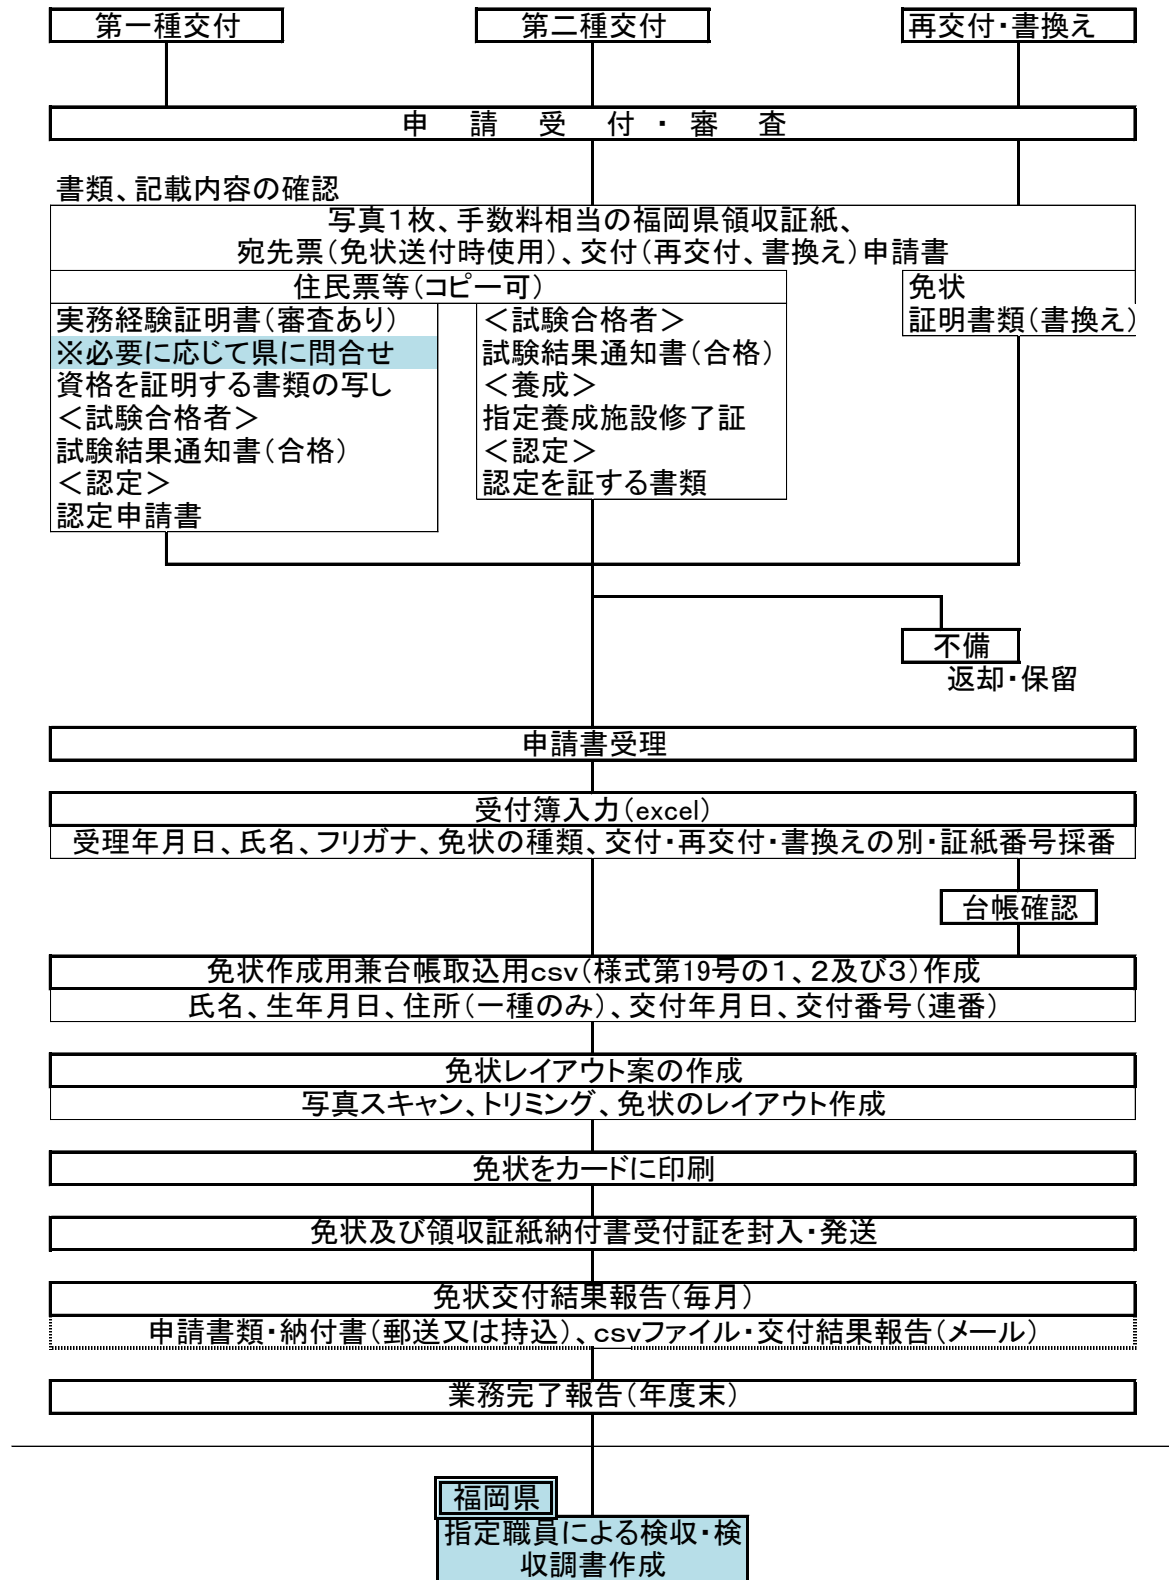 第一種交付
第二種交付
再交付・書換え
申請受付・審査
書類、記載内容の確認
写真1枚、手数料相当の福岡県領収証紙、
宛先票(免状送付時使用)、交付(再交付、書換え)申請書
住民票等(コピー可)
実務経験証明書(審査あり)
※必要に応じて県に問合せ
資格を証明する書類の写し
<試験合格者>
試験結果通知書(合格)
<認定>
認定申請書
<試験合格者>
試験結果通知書(合格)
<養成>
指定養成施設修了証
<認定>
認定を証する書類
免状
証明書類(書換え)
不備
返却・保留
申請書受理
受付簿入力(excel)
受理年月日、氏名、フリガナ、免状の種類、交付・再交付・書換えの別・証紙番号採番
台帳確認
免状作成用兼台帳取込用csv(様式第19号の1、2及び3)作成
氏名、生年月日、住所(一種のみ)、交付年月日、交付番号(連番)
免状レイアウト案の作成
写真スキャン、トリミング、免状のレイアウト作成
免状をカードに印刷
免状及び領収証紙納付書受付証を封入・発送
免状交付結果報告(毎月)
申請書類・納付書(郵送又は持込)、csvファイル・交付結果報告(メール)
業務完了報告(年度末)
福岡県
指定職員による検収・検
収調書作成